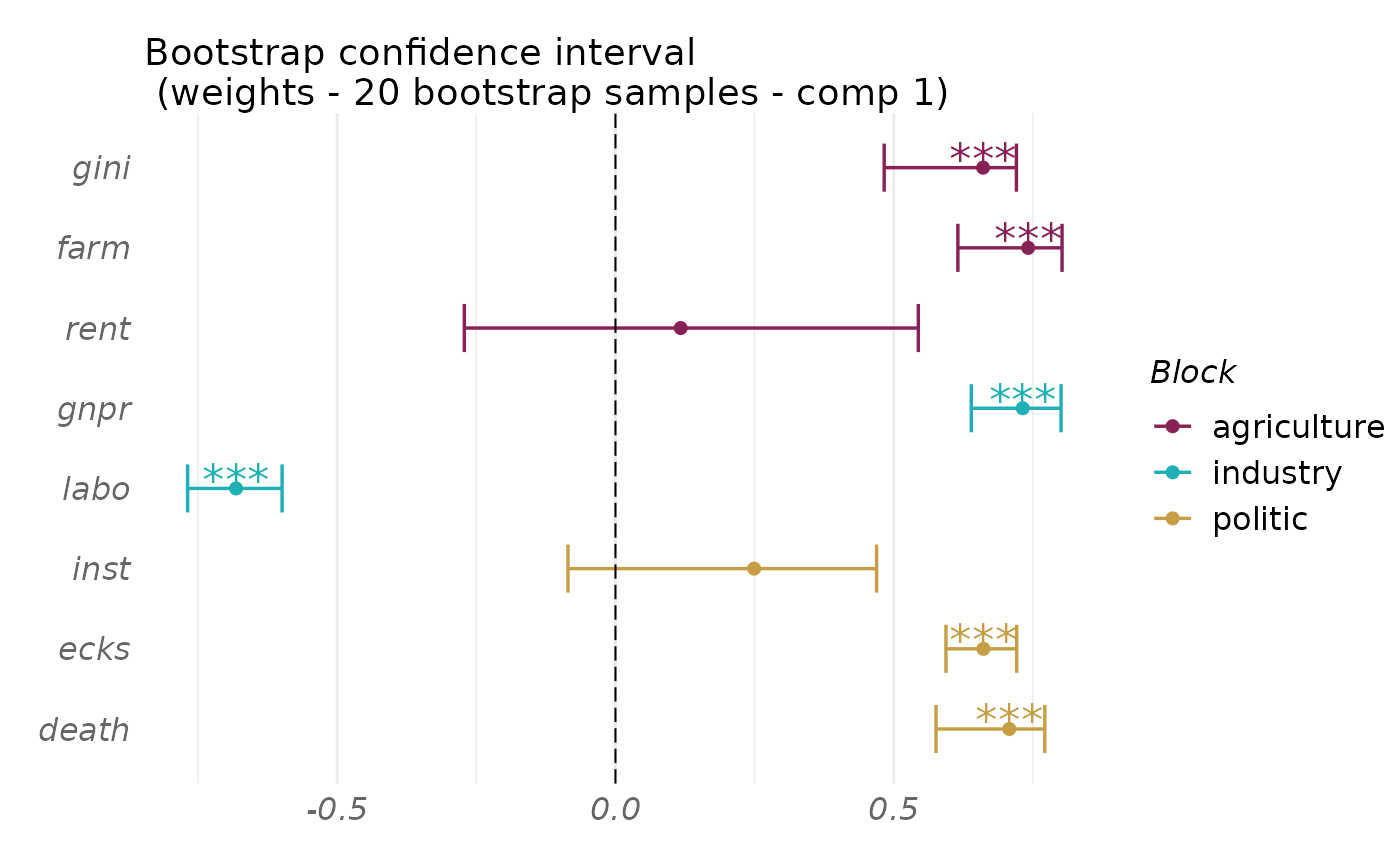 Bootstrap confidence interval
(weights - 20 bootstrap samples - comp 1)
gini
***
farm
***
rent
gnpr
***
labo
***
inst
ecks
***
death
***
-0.5
0.0
0.5
Block
agriculture
industry
politic